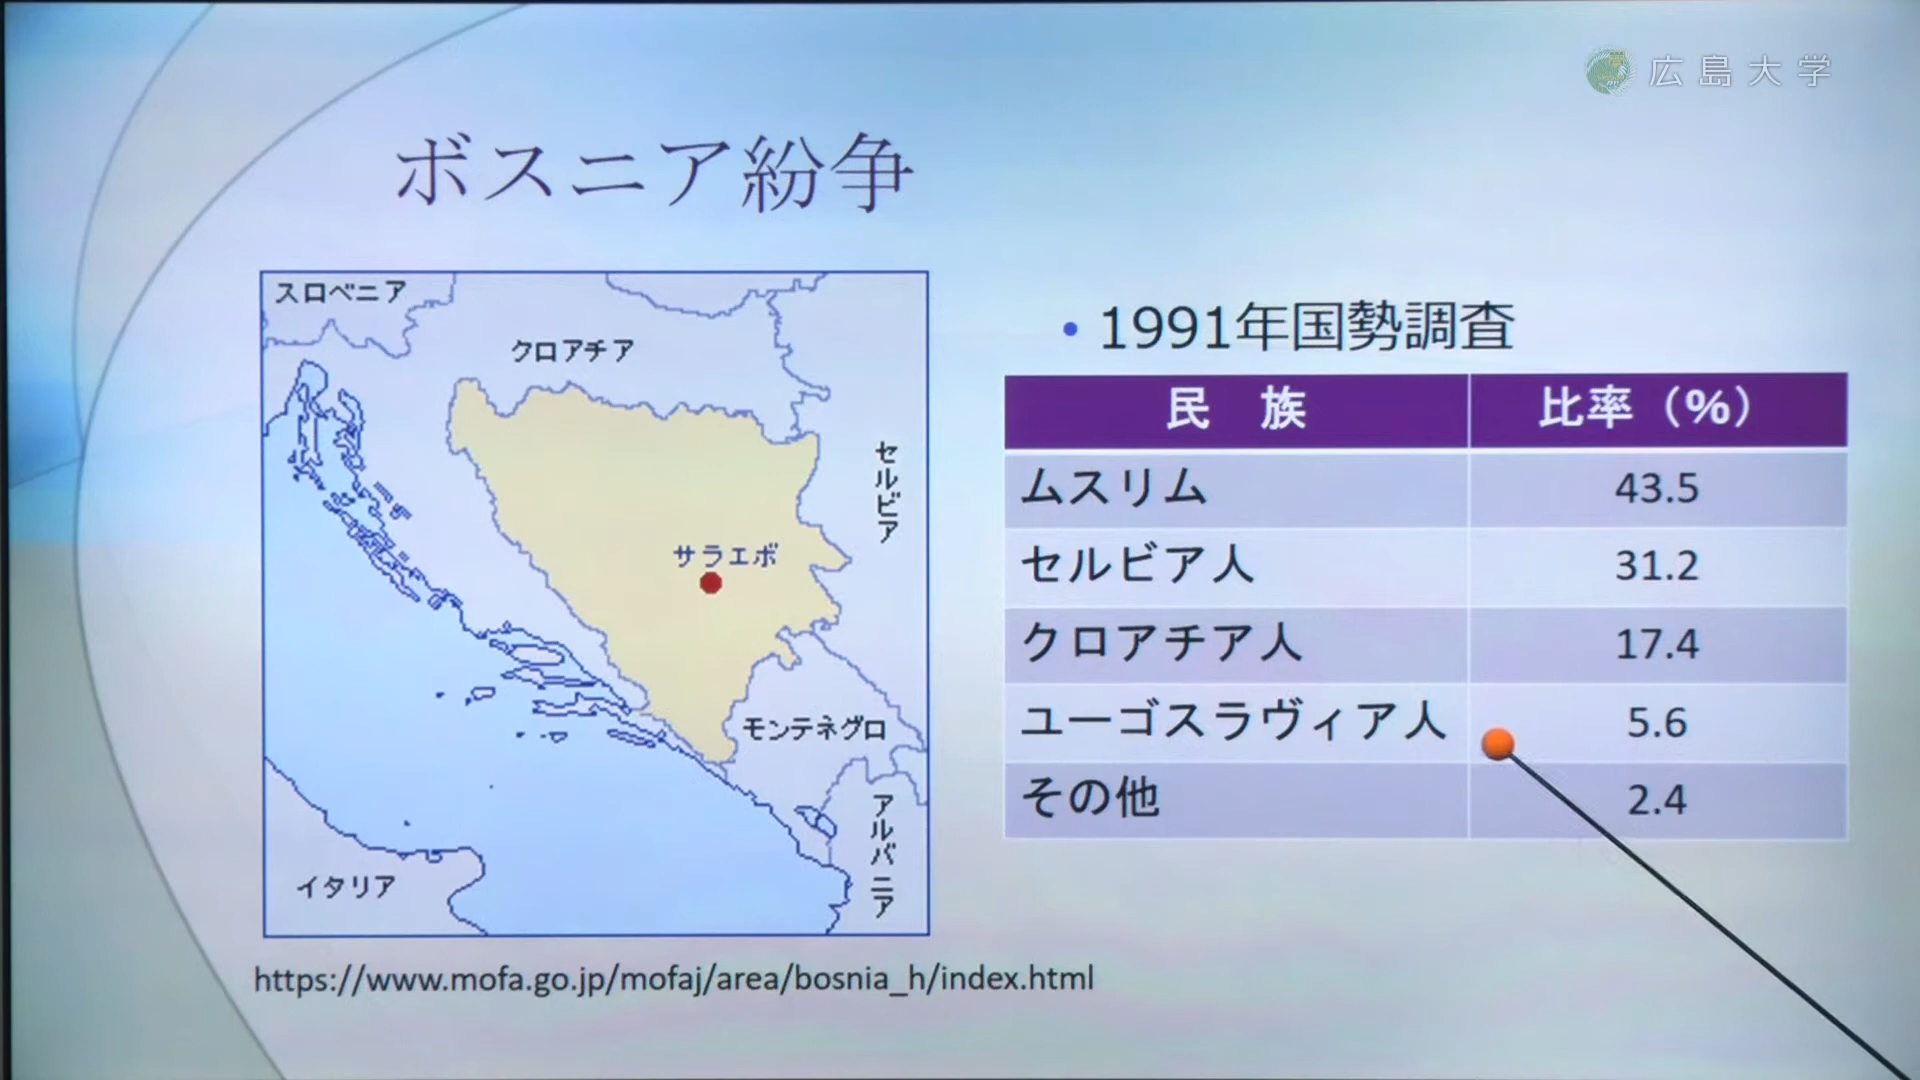 広島大学
ボスニア紛争
スロベニア
クロアチア
セルビア
サラエボ
モンテネグロ
アルバニア
イタリア
https://www.mofa.go.jp/mofaj/area/bosnia_h/index.html
• 1991年国勢調査
民 族 比率（%）
ムスリム 43.5
セルビア人 31.2
クロアチア人 17.4
ユーゴスラヴィア人 5.6
その他 2.4